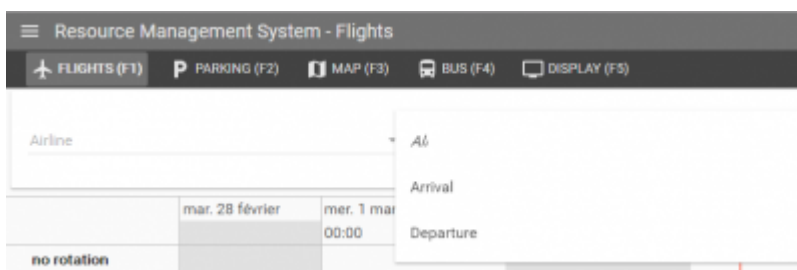 Resource Management System - Flights
FLIGHTS (F1) P PARKING (F2) MAP (F3) BUS (F4) DISPLAY (F5)
Airline
All
Arrival
Departure
mar. 28 février mer. 1 mar
00:00
no rotation